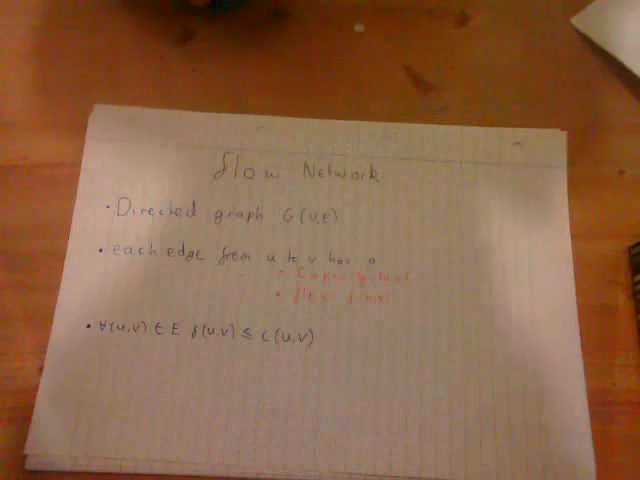 flow Network
• Directed graph G(V,E)
• each edge from u to v has a
• Capacity
• flow
• ∀(u,v) ∈ E f(u,v) ≤ C(u,v)